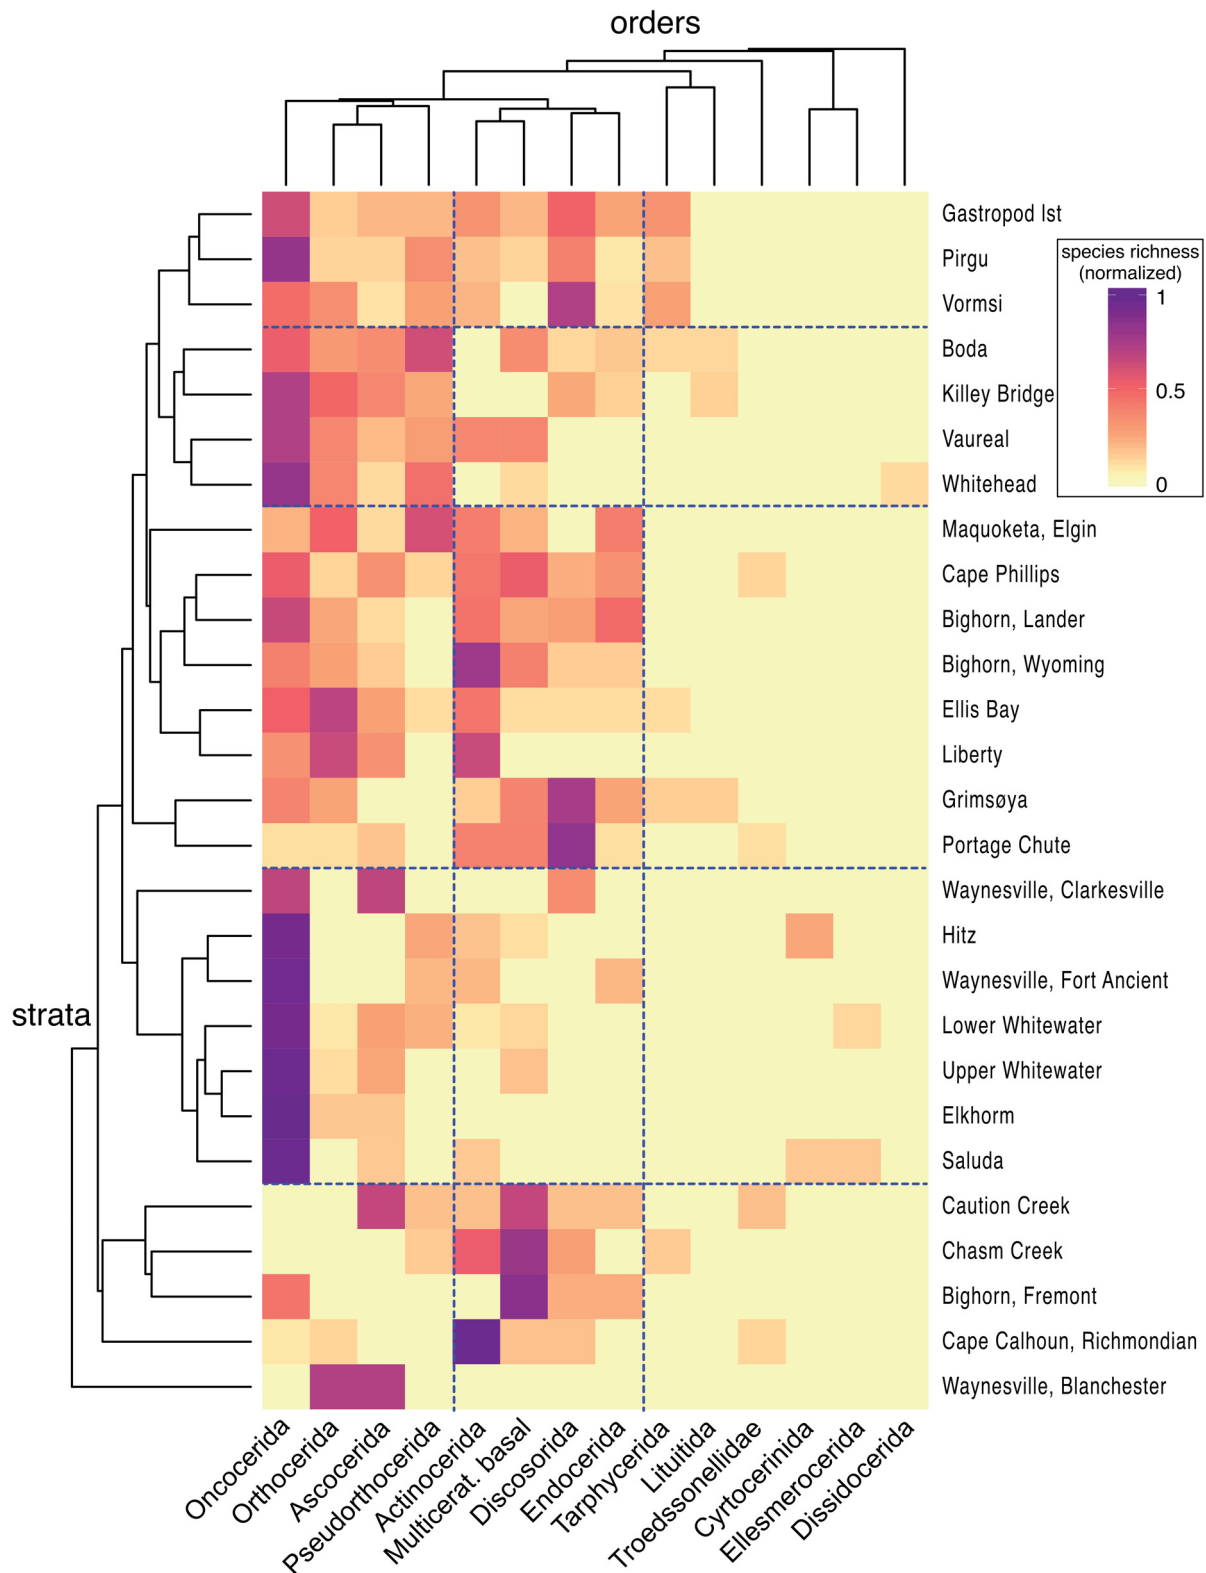 orders
Gastropod lst
Pirgu
Vormsi
Boda
Killey Bridge
Vaureal
Whitehead
Maquoketa, Elgin
Cape Phillips
Bighorn, Lander
Bighorn, Wyoming
Ellis Bay
Liberty
Grimsøya
Portage Chute
Waynesville, Clarkesville
Hitz
Waynesville, Fort Ancient
Lower Whitewater
Upper Whitewater
Elkhorm
Saluda
Caution Creek
Chasm Creek
Bighorn, Fremont
Cape Calhoun, Richmondian
Waynesville, Blanchester
species richness
(normalized)
1
0.5
0
strata
Oncocerida
Orthocerida
Ascocerida
Pseudorthocerida
Actinocerida
Multicerat. basal
Discosorida
Endocerida
Tarphycerida
Lituitida
Troedssonellidae
Cyrtocerinida
Ellesmerocerida
Dissidocerida